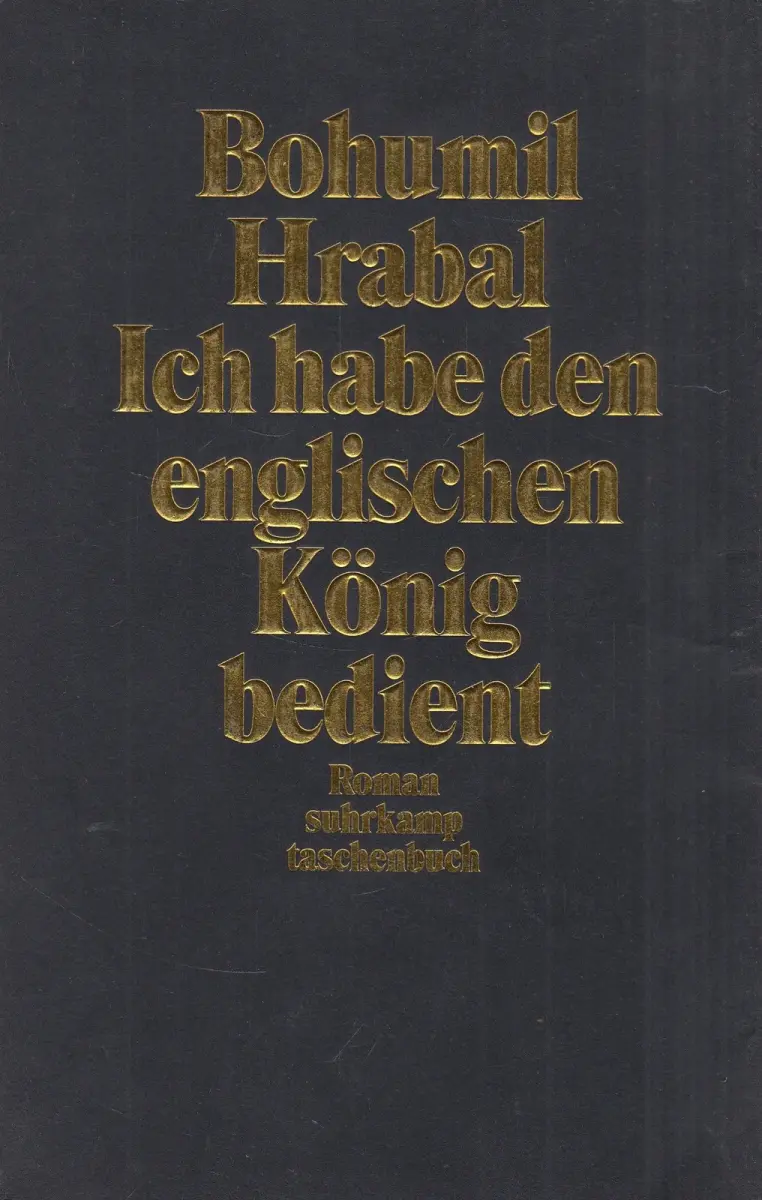 Bohumil
Hrabal
Ich habe den
englischen
König
bedient
Roman
suhrkamp
taschenbuch